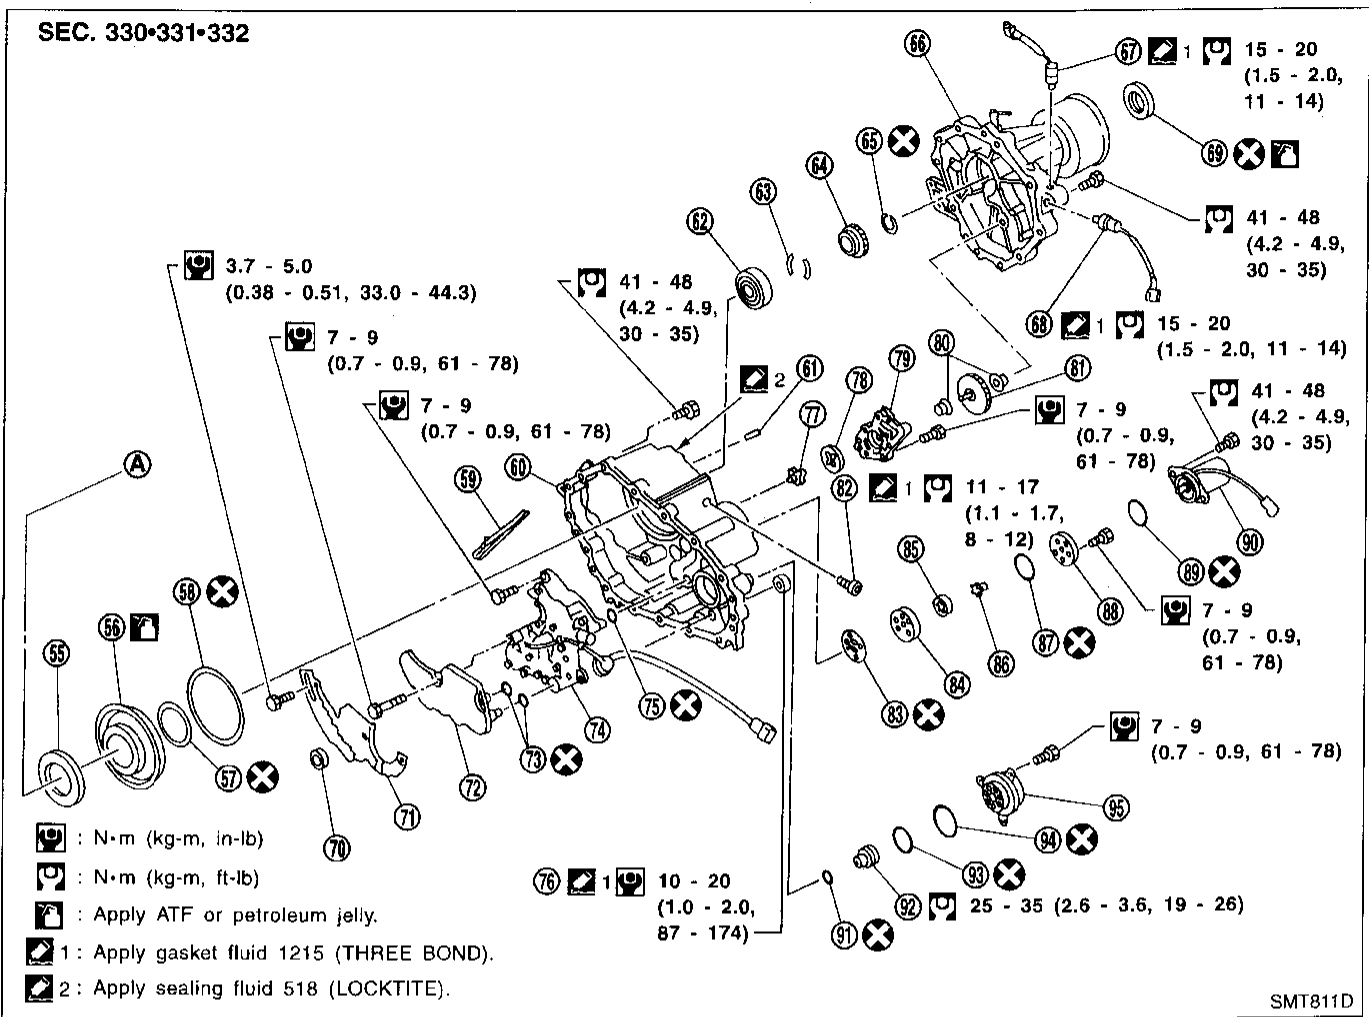 SEC. 330•331•332
66
67 1 15 - 20
(1.5 - 2.0,
11 - 14)
65
69
64
63
62
41 - 48
(4.2 - 4.9,
30 - 35)
3.7 - 5.0
(0.38 - 0.51, 33.0 - 44.3)
41 - 48
(4.2 - 4.9,
30 - 35)
68 1 15 - 20
(1.5 - 2.0, 11 - 14)
7 - 9
(0.7 - 0.9, 61 - 78)
80
79
81
2
61
78
41 - 48
(4.2 - 4.9,
30 - 35)
7 - 9
(0.7 - 0.9, 61 - 78)
77
7 - 9
(0.7 - 0.9,
61 - 78)
A
60
59
82 1 11 - 17
(1.1 - 1.7,
8 - 12)
85
90
89
58
56
55
88
87
86
7 - 9
(0.7 - 0.9,
61 - 78)
84
83
75
74
73
72
57
71
70
7 - 9
(0.7 - 0.9, 61 - 78)
95
94
93
N•m (kg-m, in-lb)
: N•m (kg-m, ft-lb)
: Apply ATF or petroleum jelly.
1 : Apply gasket fluid 1215 (THREE BOND).
2 : Apply sealing fluid 518 (LOCKTITE).
76 1 10 - 20
(1.0 - 2.0,
87 - 174)
92 25 - 35 (2.6 - 3.6, 19 - 26)
91
SMT811D